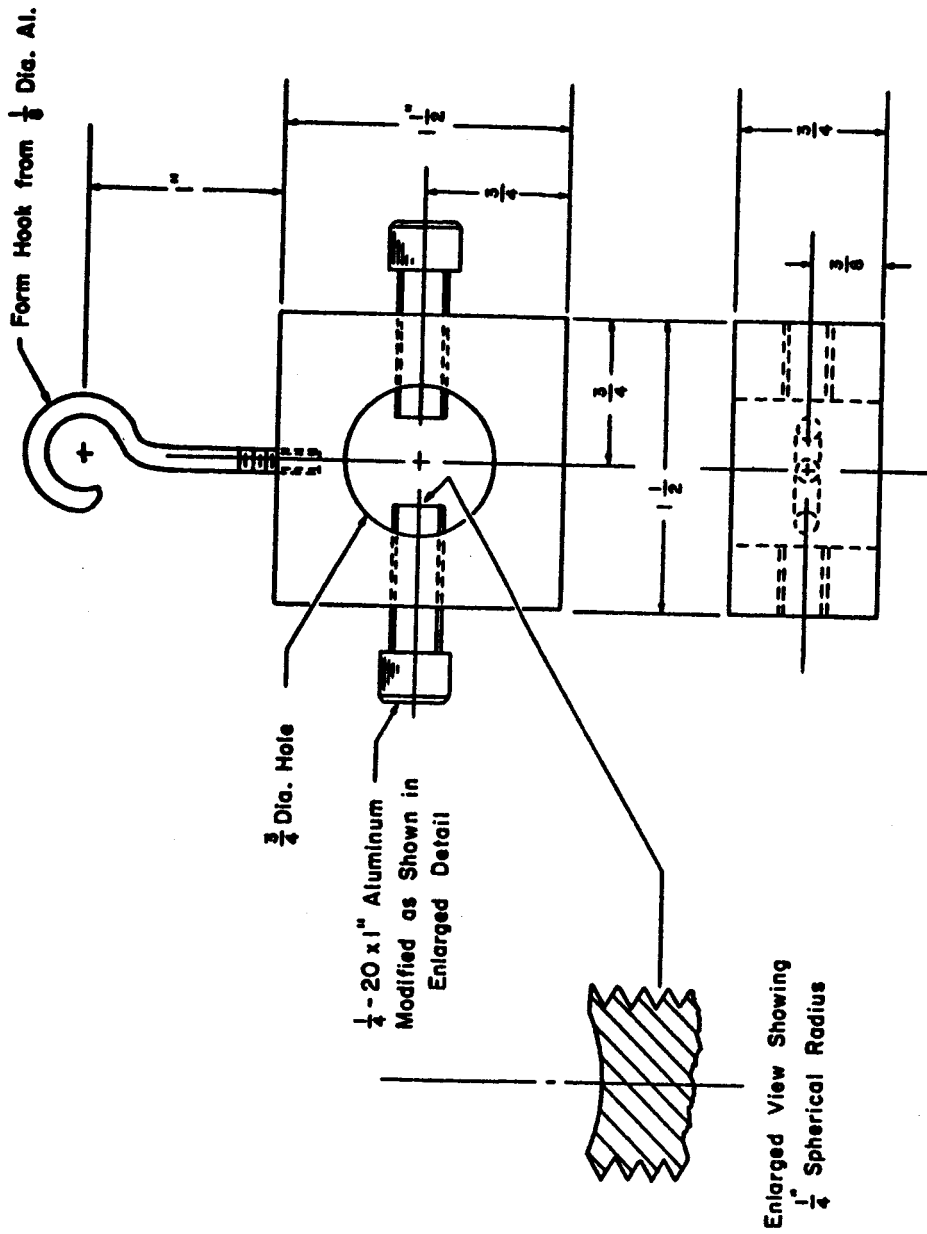 Form Hook from 1/8 Dia. Al.
1"
1 1/2"
3/4
3/4 Dia. Hole
1/4-20 x 1" Aluminum
Modified as Shown in
Enlarged Detail
3/4
1 1/2
3/4
3/8
Enlarged View Showing
1/4" Spherical Radius